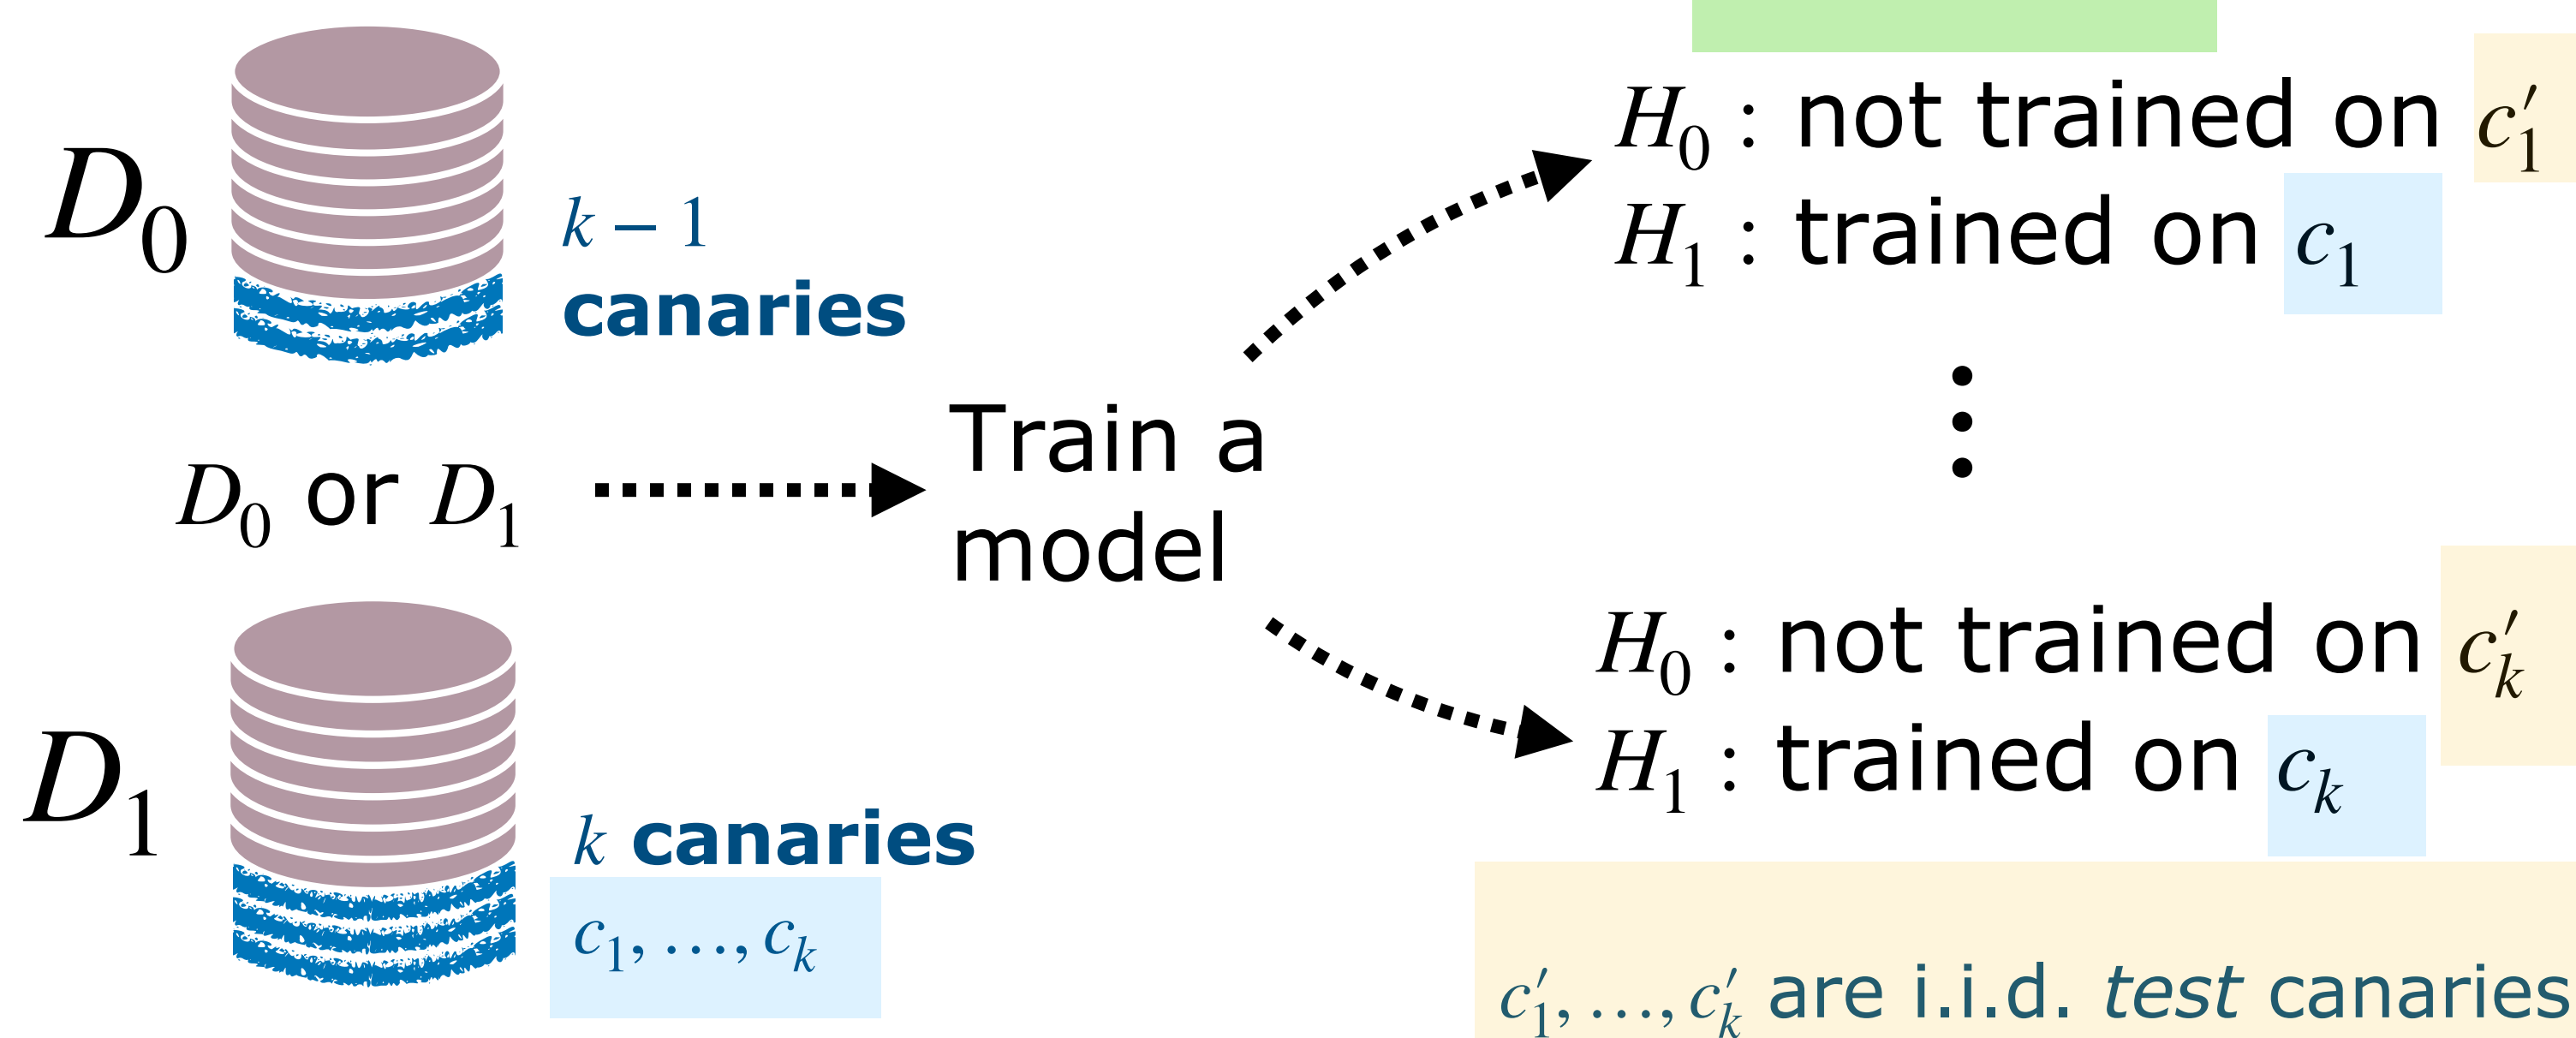 D₀
k − 1
canaries
D₀ or D₁
D₁
k canaries
c₁, …, cₖ
Train a
model
H₀ : not trained on c′₁
H₁ : trained on c₁
⋮
H₀ : not trained on c′ₖ
H₁ : trained on cₖ
c′₁, …, c′ₖ are i.i.d. test canaries